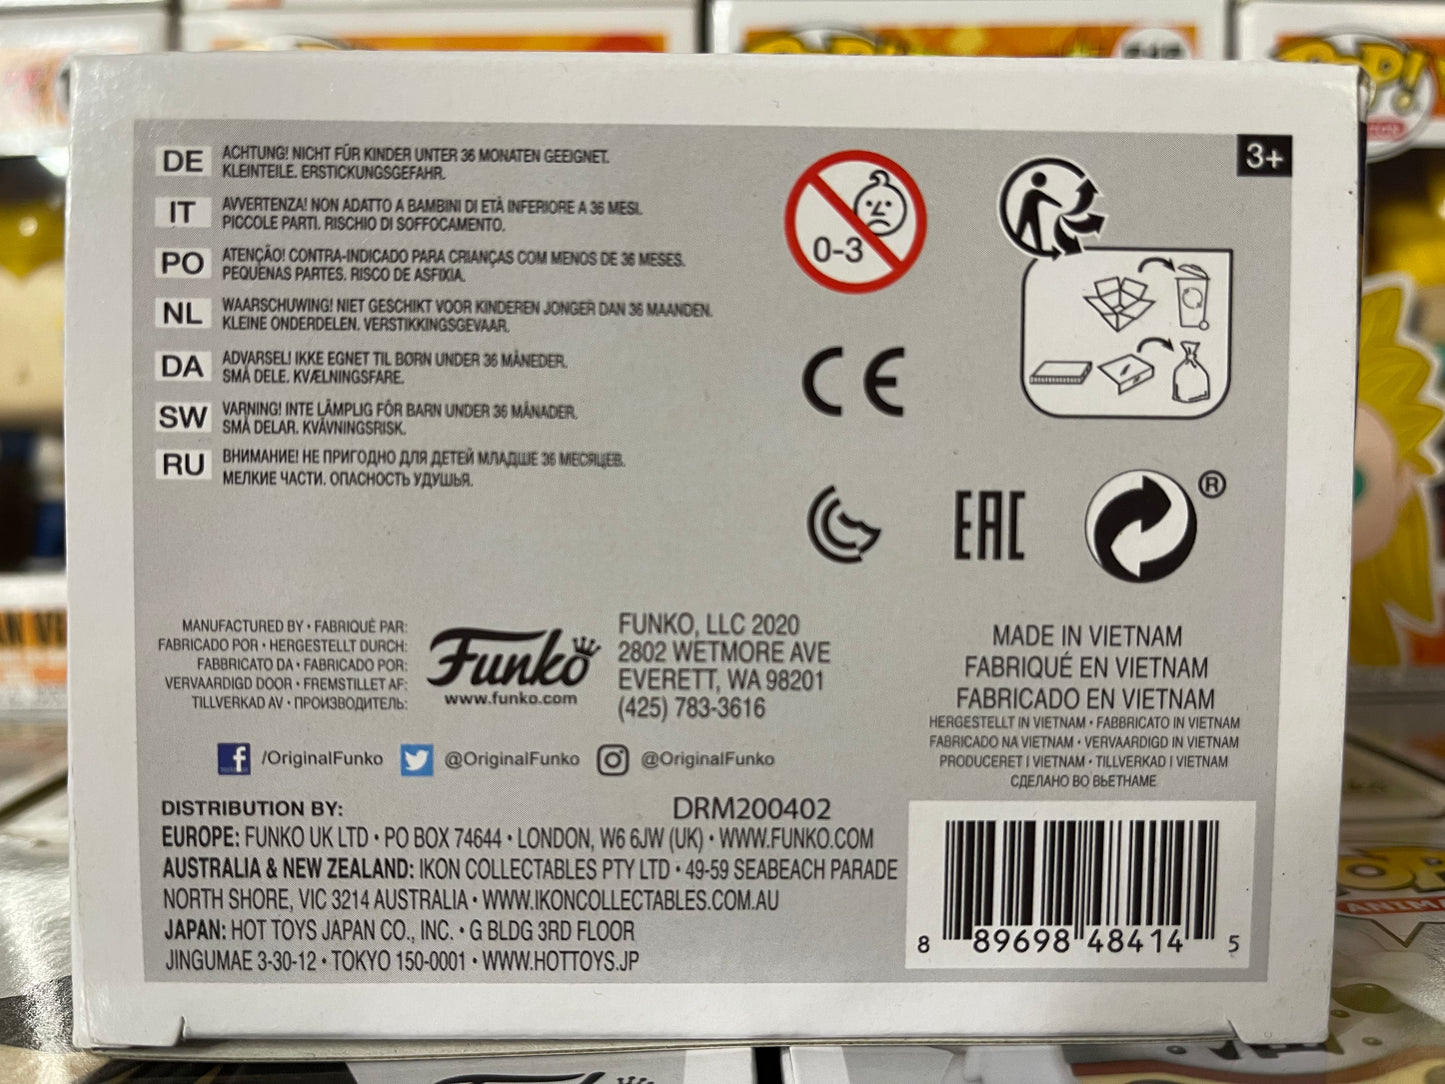 3+
DE ACHTUNG! NICHT FÜR KINDER UNTER 36 MONATEN GEEIGNET.
KLEINTEILE. ERSTICKUNGSGEFAHR.
IT AVVERTENZA! NON ADATTO A BAMBINI DI ETÀ INFERIORE A 36 MESI.
PICCOLE PARTI. RISCHIO DI SOFFOCAMENTO.
PO ATENÇÃO! CONTRA-INDICADO PARA CRIANÇAS COM MENOS DE 36 MESES.
PEQUENAS PARTES. RISCO DE ASFIXIA.
NL WAARSCHUWING! NIET GESCHIKT VOOR KINDEREN JONGER DAN 36 MAANDEN.
KLEINE ONDERDELEN. VERSTIKKINGSGEVAAR.
DA ADVARSEL! IKKE EGNET TIL BØRN UNDER 36 MÅNEDER.
SMÅ DELE. KVÆLNINGSFARE.
SW VARNING! INTE LÄMPLIG FÖR BARN UNDER 36 MÅNADER.
SMÅ DELAR. KVÄVNINGSRISK.
RU ВНИМАНИЕ! НЕ ПРИГОДНО ДЛЯ ДЕТЕЙ МЛАДШЕ 36 МЕСЯЦЕВ.
МЕЛКИЕ ЧАСТИ. ОПАСНОСТЬ УДУШЬЯ.
0-3
CE
EAC
®
MANUFACTURED BY • FABRIQUÉ PAR:
FABRICADO POR • HERGESTELLT DURCH:
FABBRICATO DA • FABRICADO POR:
VERVAARDIGD DOOR • FREMSTILLET AF:
TILLVERKAD AV • ПРОИЗВОДИТЕЛЬ:
Funko
www.funko.com
FUNKO, LLC 2020
2802 WETMORE AVE
EVERETT, WA 98201
(425) 783-3616
MADE IN VIETNAM
FABRIQUÉ EN VIETNAM
FABRICADO EN VIETNAM
HERGESTELLT IN VIETNAM • FABBRICATO IN VIETNAM
FABRICADO NA VIETNAM • VERVAARDIGD IN VIETNAM
PRODUCERET I VIETNAM • TILLVERKAD I VIETNAM
СДЕЛАНО ВО ВЬЕТНАМЕ
/OriginalFunko @OriginalFunko @OriginalFunko
DISTRIBUTION BY: DRM200402
EUROPE: FUNKO UK LTD • PO BOX 74644 • LONDON, W6 6JW (UK) • WWW.FUNKO.COM
AUSTRALIA & NEW ZEALAND: IKON COLLECTABLES PTY LTD • 49-59 SEABEACH PARADE
NORTH SHORE, VIC 3214 AUSTRALIA • WWW.IKONCOLLECTABLES.COM.AU
JAPAN: HOT TOYS JAPAN CO., INC. • G BLDG 3RD FLOOR
JINGUMAE 3-30-12 • TOKYO 150-0001 • WWW.HOTTOYS.JP
8 89698 48414 5